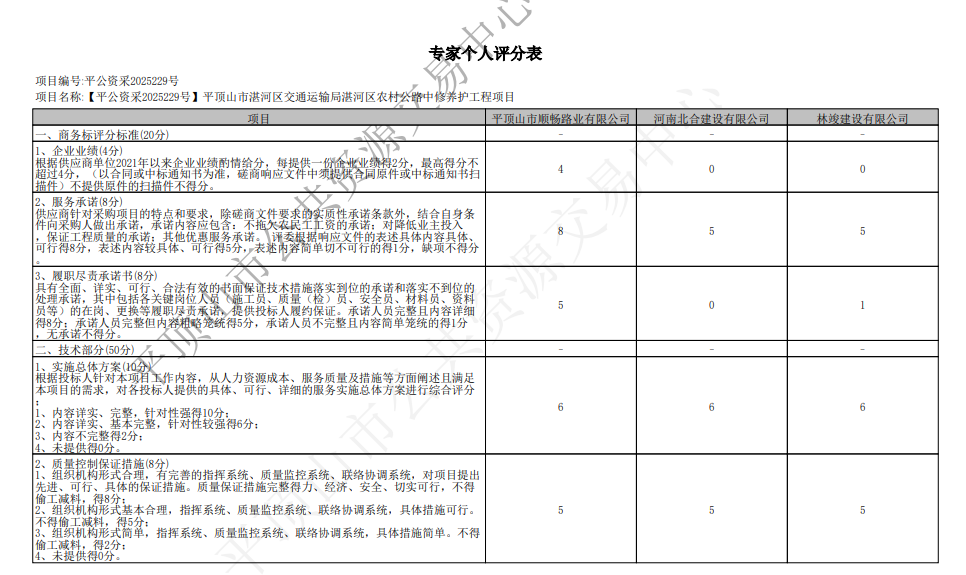 专家个人评分表
项目编号:平公资采2025229号
项目名称:【平公资采2025229号】平顶山市湛河区交通运输局湛河区农村公路中修养护工程项目
项目 平顶山市顺畅路业有限公司 河南北合建设有限公司 林竣建设有限公司
一、商务标评分标准(20分) - - -
1、企业业绩(4分)
根据供应商单位2021年以来企业业绩酌情给分，每提供一份企业业绩得2分，最高得分不
超过4分，（以合同或中标通知书为准，磋商响应文件中须提供合同原件或中标通知书扫
描件）不提供原件的扫描件不得分。
4 0 0
2、服务承诺(8分)
供应商针对采购项目的特点和要求，除磋商文件要求的实质性承诺条款外，结合自身条
件向采购人做出承诺，承诺内容应包含：不拖欠农民工工资的承诺；对降低业主投入
，保证工程质量的承诺；其他优惠服务承诺。评委根据响应文件的表述具体内容具体、
可行得8分，表述内容较具体、可行得5分，表述内容简单切不可行的得1分，缺项不得分
。
8 5 5
3、履职尽责承诺书(8分)
具有全面、详实、可行、合法有效的书面保证技术措施落实到位的承诺和落实不到位的
处理承诺，其中包括各关键岗位人员（施工员、质量（检）员、安全员、材料员、资料
员等）的在岗、更换等履职尽责承诺，提供投标人履约保证。承诺人员完整且内容详细
得8分；承诺人员完整但内容粗略笼统得5分，承诺人员不完整且内容简单笼统的得1分
，无承诺不得分。
5 0 1
二、技术部分(50分) - - -
1、实施总体方案(10分)
根据投标人针对本项目工作内容，从人力资源成本、服务质量及措施等方面阐述且满足
本项目的需求，对各投标人提供的具体、可行、详细的服务实施总体方案进行综合评分
：
1、内容详实、完整，针对性强得10分；
2、内容详实、基本完整，针对性较强得6分；
3、内容不完整得2分；
4、未提供得0分。
6 6 6
2、质量控制保证措施(8分)
1、组织机构形式合理，有完善的指挥系统、质量监控系统、联络协调系统，对项目提出
先进、可行、具体的保证措施。质量保证措施完整得力、经济、安全、切实可行，不得
偷工减料，得8分；
2、组织机构形式基本合理，指挥系统、质量监控系统、联络协调系统，具体措施可行。
不得偷工减料，得5分；
3、组织机构形式简单，指挥系统、质量监控系统、联络协调系统，具体措施简单。不得
偷工减料，得2分；
4、未提供得0分。
5 5 5
平顶山市公共资源交易中心
平顶山市公共资源交易中心